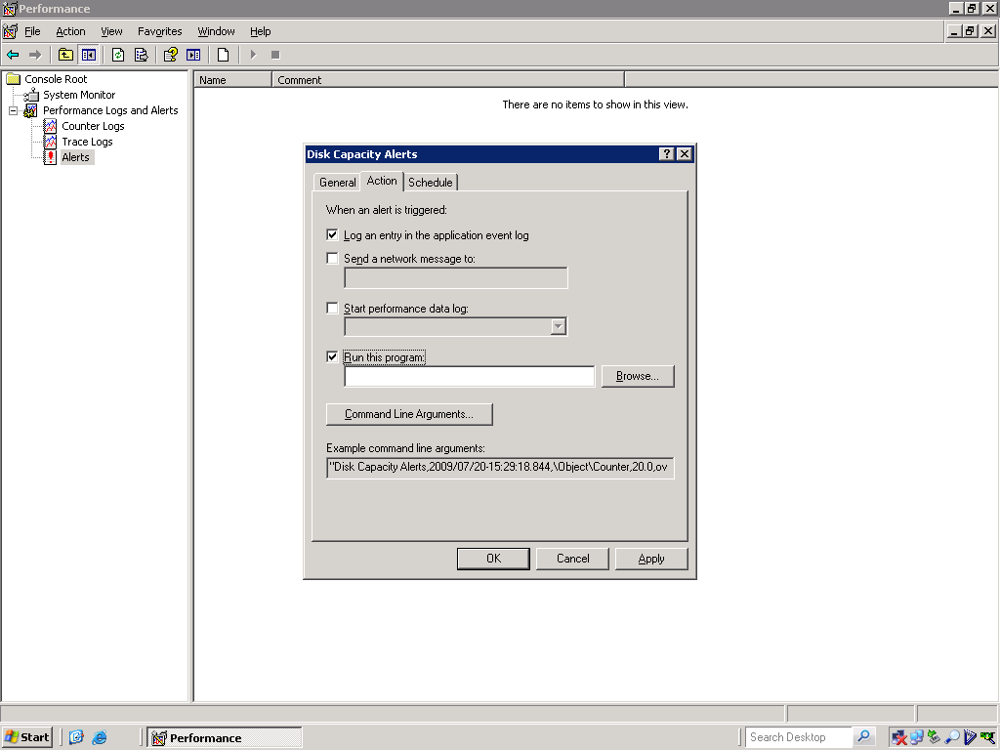 Performance
File Action View Favorites Window Help
Console Root
System Monitor
Performance Logs and Alerts
Counter Logs
Trace Logs
Alerts
Name Comment
There are no items to show in this view.
Disk Capacity Alerts
General Action Schedule
When an alert is triggered:
Log an entry in the application event log
Send a network message to:
Start performance data log:
Run this program:
Browse...
Command Line Arguments...
Example command line arguments:
"Disk Capacity Alerts,2009/07/20-15:29:18.844,\Object\Counter,20.0,ov
OK Cancel Apply
Start Performance Search Desktop